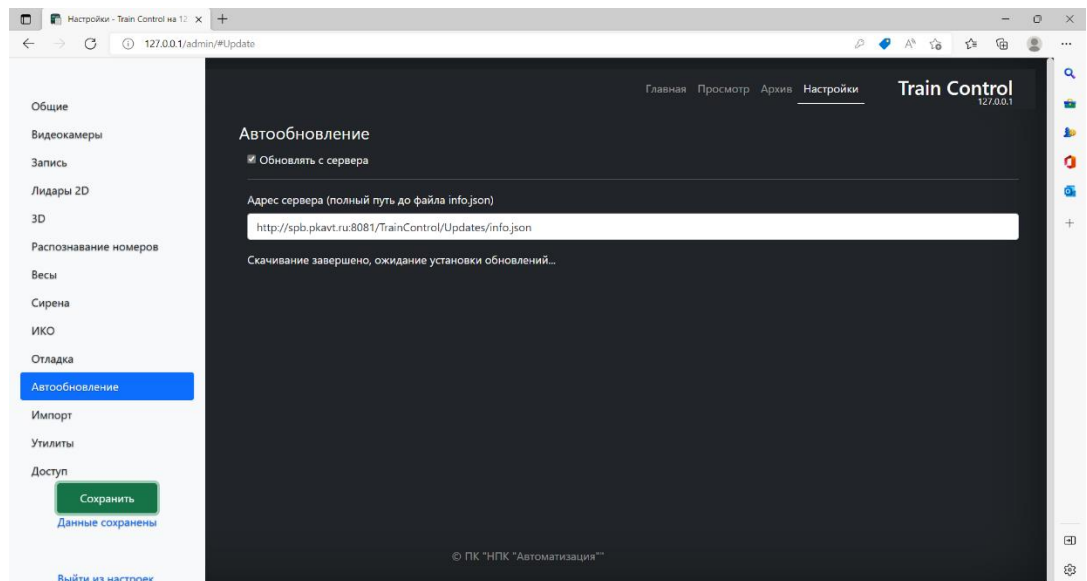 Настройки - Train Control на 12
127.0.0.1/admin/#Update
Главная Просмотр Архив Настройки
Train Control
127.0.0.1
Общие
Видеокамеры
Запись
Лидары 2D
3D
Распознавание номеров
Весы
Сирена
ИКО
Отладка
Автообновление
Импорт
Утилиты
Доступ
Сохранить
Данные сохранены
Выйти из настроек
Автообновление
Обновлять с сервера
Адрес сервера (полный путь до файла info.json)
http://spb.pkavt.ru:8081/TrainControl/Updates/info.json
Скачивание завершено, ожидание установки обновлений...
© ПК "НПК "Автоматизация""